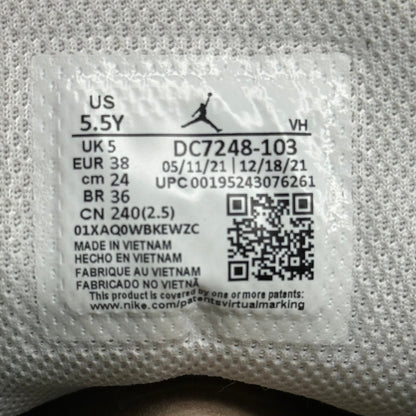 US
5.5Y
VH
UK 5
EUR 38
cm 24
BR 36
CN 240(2.5)
DC7248-103
05/11/21 | 12/18/21
UPC 00195243076261
01XAQ0WBKEWZC
MADE IN VIETNAM
HECHO EN VIETNAM
FABRIQUE AU VIETNAM
FABRICADO NO VIETNÃ
This product is covered by one or more patents:
www.nike.com/patentsvirtualmarking